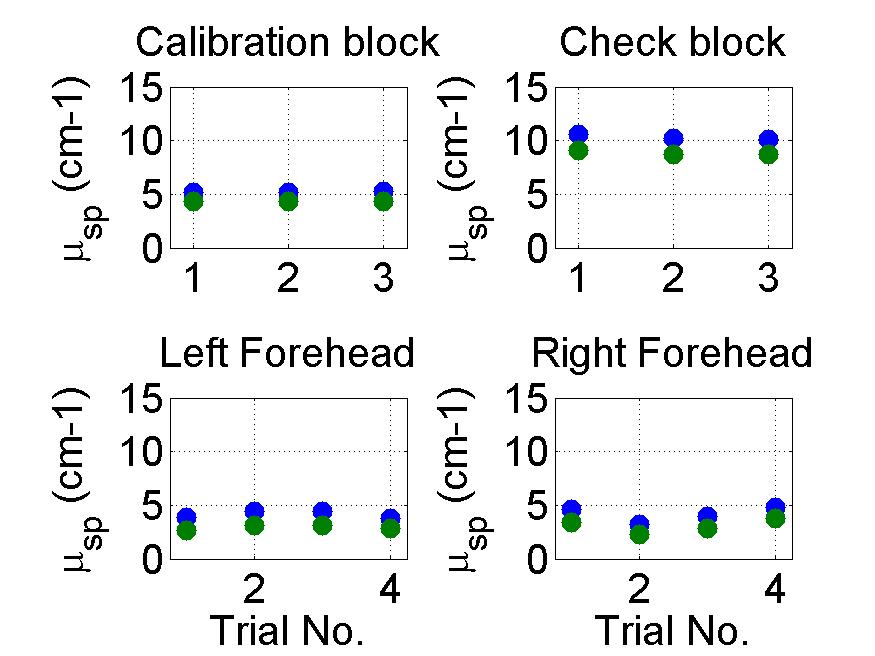 Calibration block
Check block
15
10
5
0
μsp (cm-1)
1 2 3
15
10
5
0
μsp (cm-1)
1 2 3
Left Forehead
Right Forehead
15
10
5
0
μsp (cm-1)
2 4
Trial No.
15
10
5
0
μsp (cm-1)
2 4
Trial No.